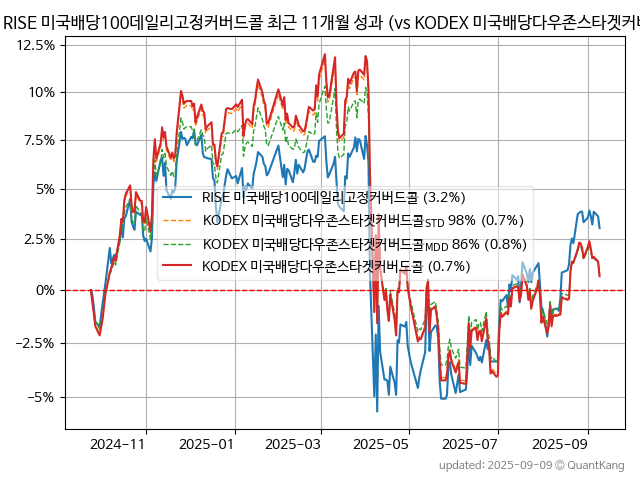 RISE 미국배당100데일리고정커버드콜 최근 11개월 성과 (vs KODEX 미국배당다우존스타겟커버
12.5%
10%
7.5%
5%
2.5%
0%
−2.5%
−5%
RISE 미국배당100데일리고정커버드콜 (3.2%)
KODEX 미국배당다우존스타겟커버드콜STD 98% (0.7%)
KODEX 미국배당다우존스타겟커버드콜MDD 86% (0.8%)
KODEX 미국배당다우존스타겟커버드콜 (0.7%)
2024-11 2025-01 2025-03 2025-05 2025-07 2025-09
updated: 2025-09-09 © QuantKang